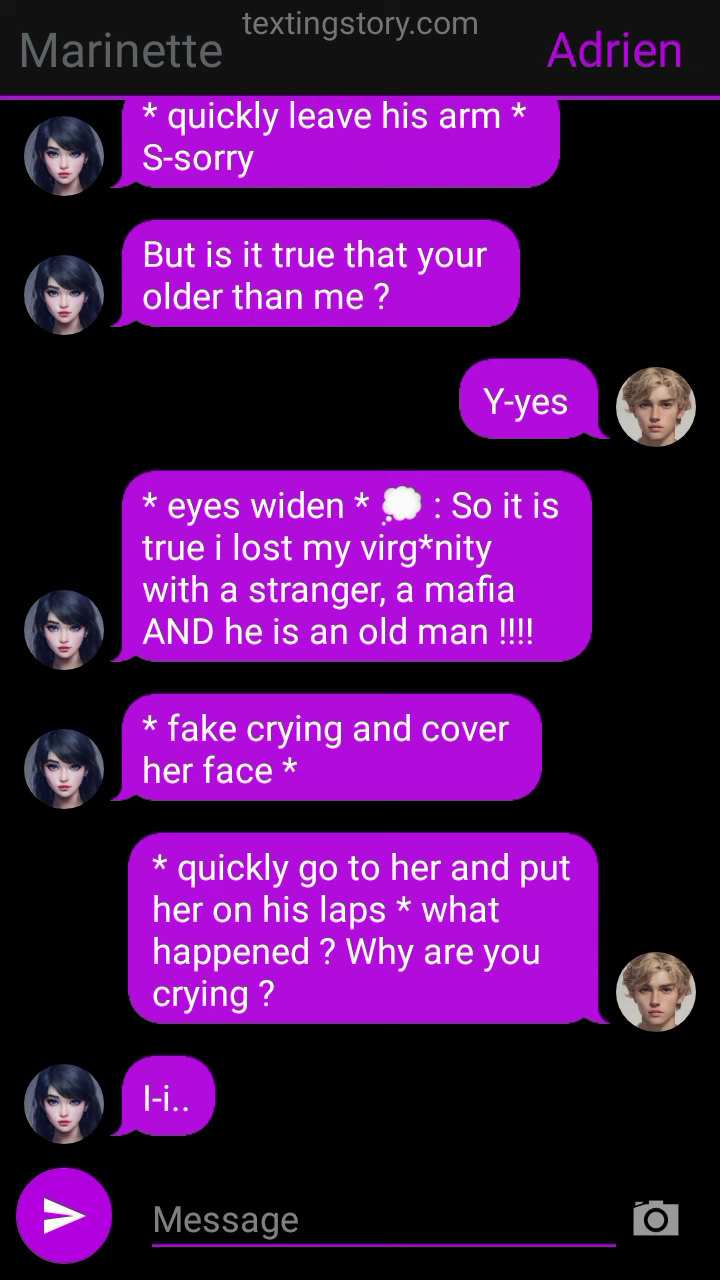 textingstory.com
Marinette
Adrien
* quickly leave his arm *
S-sorry
But is it true that your
older than me ?
Y-yes
* eyes widen * 💭 : So it is
true i lost my virg*nity
with a stranger, a mafia
AND he is an old man !!!!
* fake crying and cover
her face *
* quickly go to her and put
her on his laps * what
happened ? Why are you
crying ?
I-i..
Message